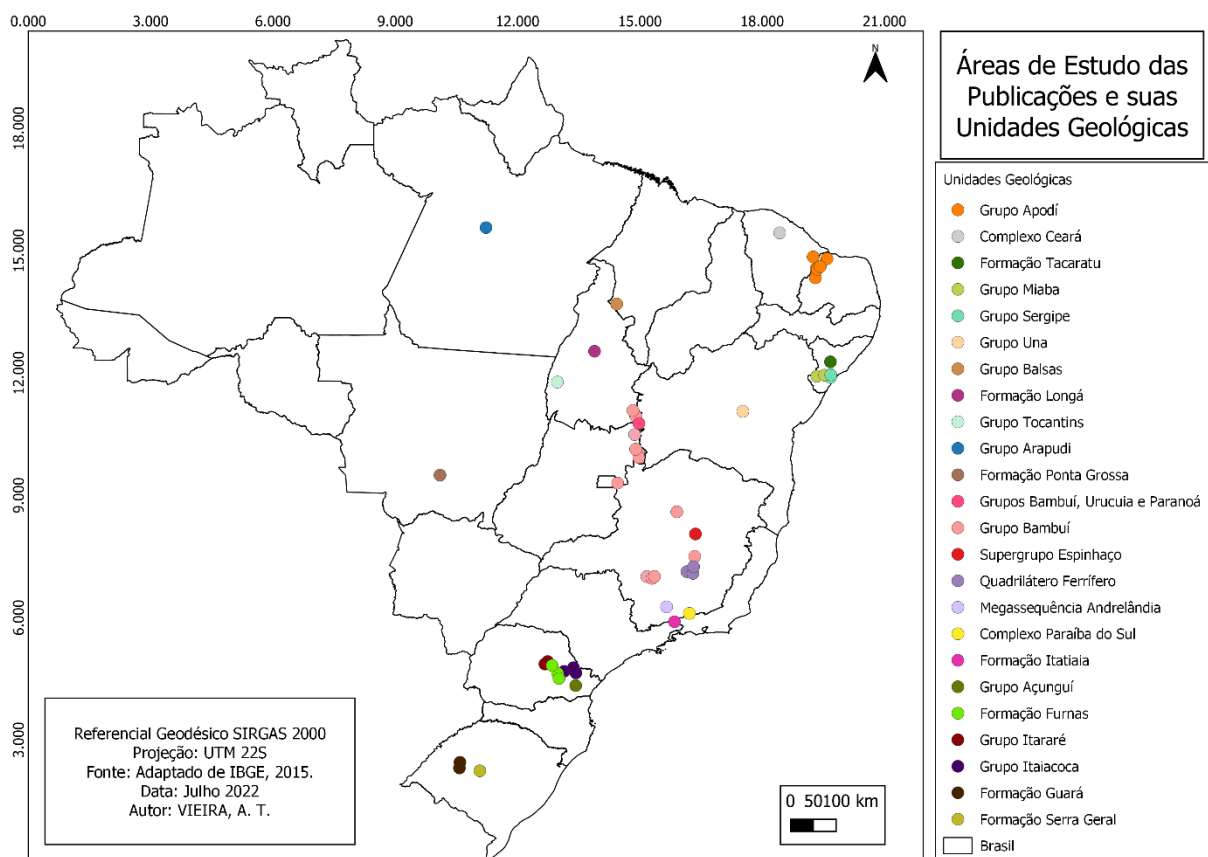 0.000 3.000 6.000 9.000 12.000 15.000 18.000 21.000
18.000
15.000
12.000
9.000
6.000
3.000
N
Áreas de Estudo das
Publicações e suas
Unidades Geológicas
Unidades Geológicas
Grupo Apodí
Complexo Ceará
Formação Tacaratu
Grupo Miaba
Grupo Sergipe
Grupo Una
Grupo Balsas
Formação Longá
Grupo Tocantins
Grupo Arapudi
Formação Ponta Grossa
Grupos Bambuí, Urucuia e Paranoá
Grupo Bambuí
Supergrupo Espinhaço
Quadrilátero Ferrífero
Megassequência Andrelândia
Complexo Paraíba do Sul
Formação Itatiaia
Grupo Açunguí
Formação Furnas
Grupo Itararé
Grupo Itaiacoca
Formação Guará
Formação Serra Geral
Brasil
Referencial Geodésico SIRGAS 2000
Projeção: UTM 22S
Fonte: Adaptado de IBGE, 2015.
Data: Julho 2022
Autor: VIEIRA, A. T.
0 50100 km